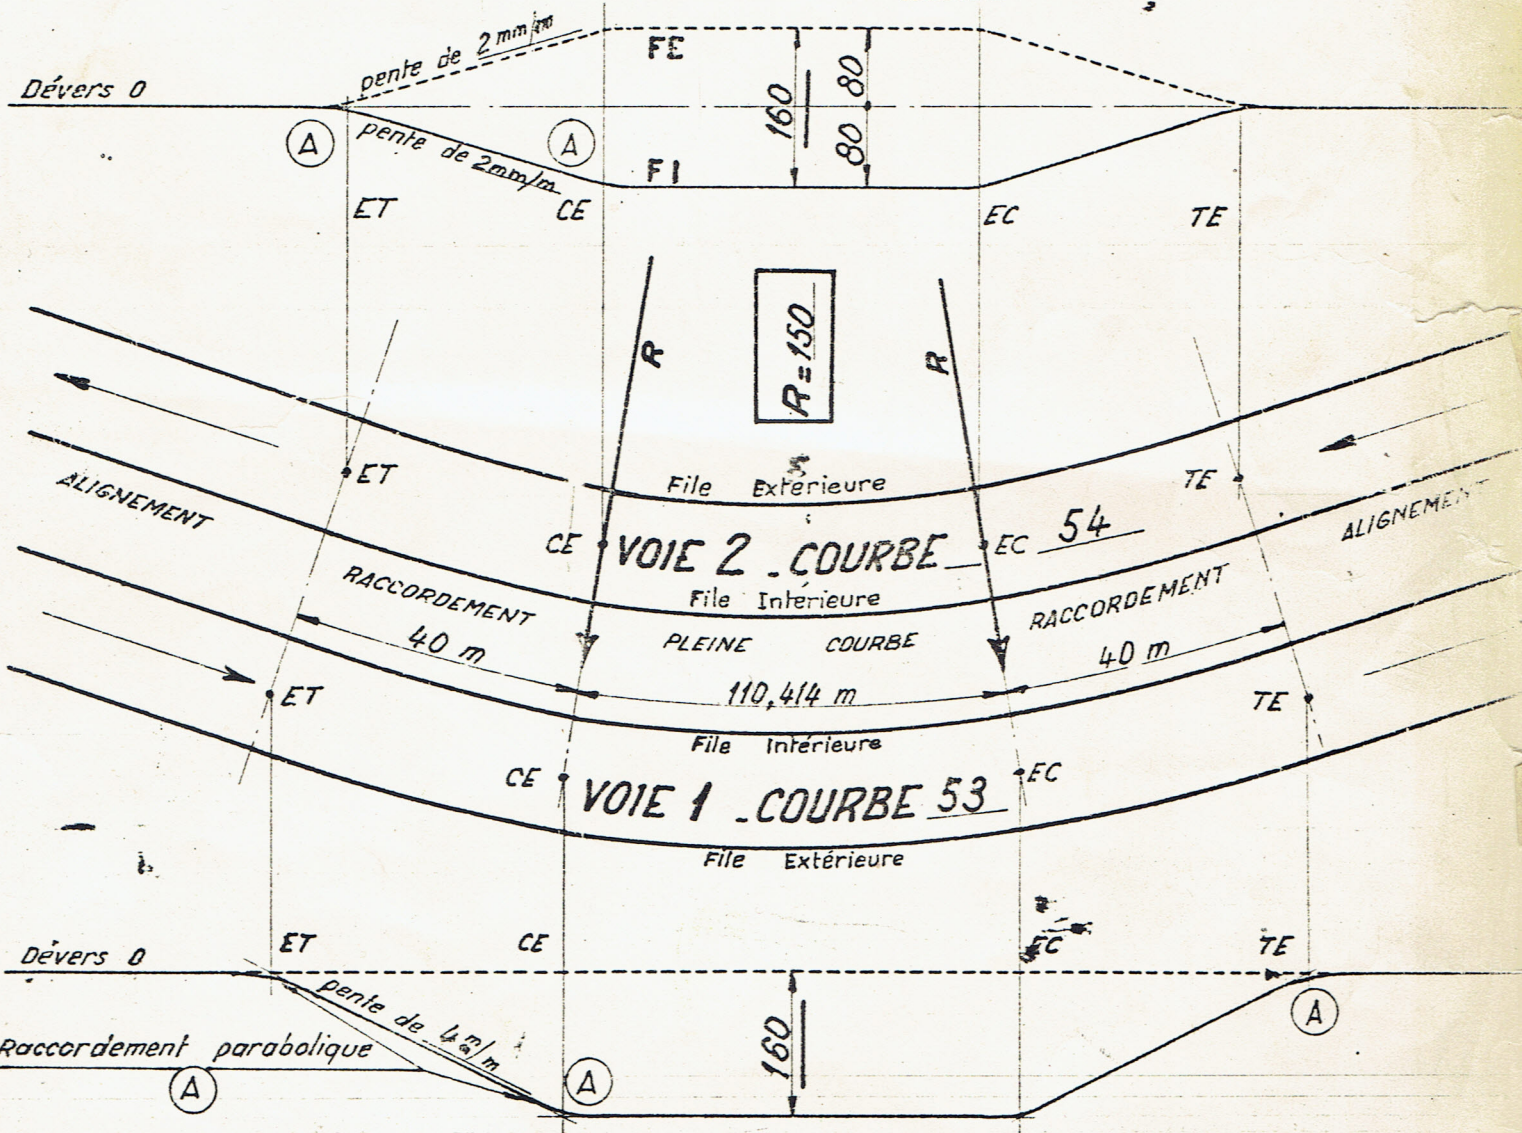 pente de 2 mm/m
FE
Dévers 0
160
80
80
A
pente de 2mm/m
A
FI
ET
CE
EC
TE
R
R = 150
R
ET
File Extérieure
TE
ALIGNEMENT
CE
VOIE 2 _ COURBE
EC
54
ALIGNEMENT
RACCORDEMENT
File Intérieure
RACCORDEMENT
40 m
PLEINE COURBE
40 m
ET
110,414 m
TE
File Intérieure
CE
VOIE 1 _ COURBE 53
EC
File Extérieure
ET
CE
EC
TE
Dévers 0
pente de 4 m/m
A
160
Raccordement parabolique
A
A